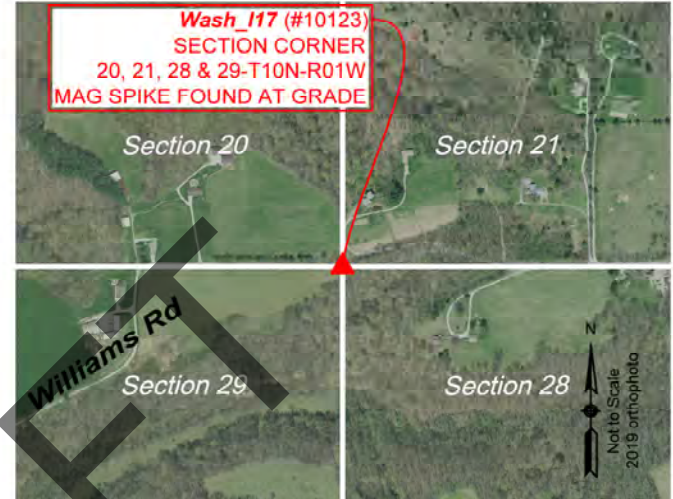 Wash_I17 (#10123)
SECTION CORNER
20, 21, 28 & 29-T10N-R01W
MAG SPIKE FOUND AT GRADE
Section 20
Section 21
Williams Rd
Section 29
Section 28
N
Not to Scale
2019 orthophoto
FT